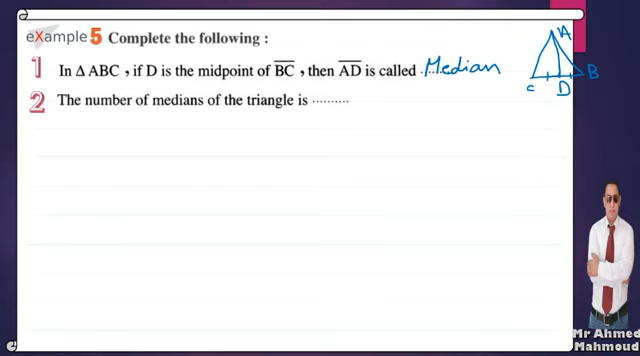 eXample 5 Complete the following :
1 In Δ ABC , if D is the midpoint of BC , then AD is called ..Median
2 The number of medians of the triangle is ..........
A
B
C
D
Mr Ahmed
Mahmoud